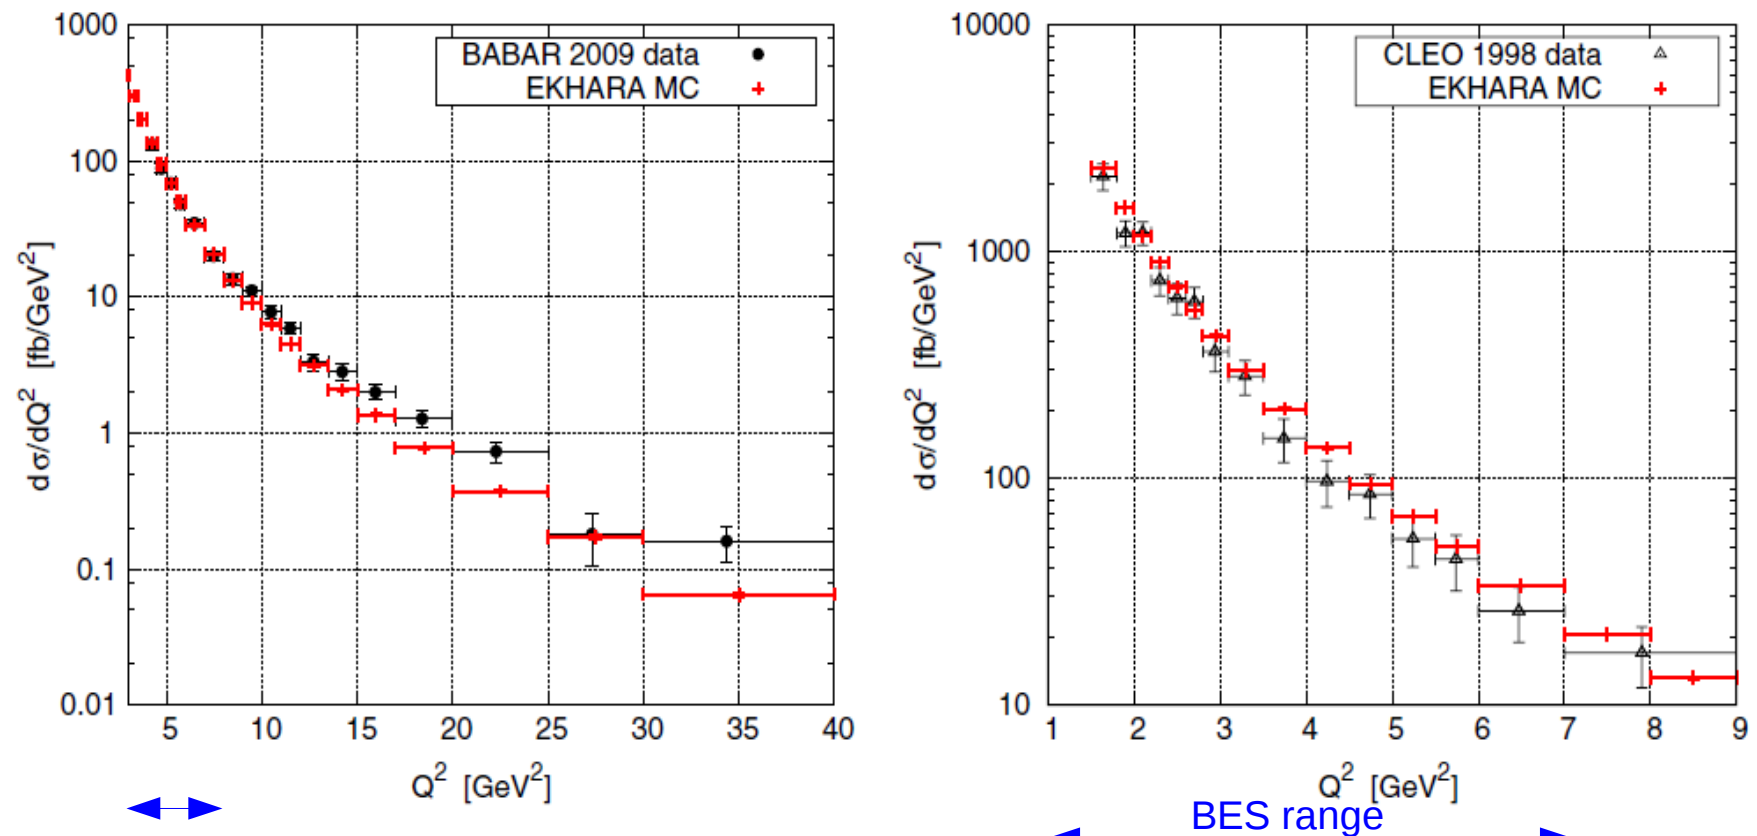 1000
100
10
1
0.1
0.01
dσ/dQ² [fb/GeV²]
BABAR 2009 data
EKHARA MC
5 10 15 20 25 30 35 40
Q² [GeV²]
10000
1000
100
10
dσ/dQ² [fb/GeV²]
CLEO 1998 data
EKHARA MC
1 2 3 4 5 6 7 8 9
Q² [GeV²]
BES range